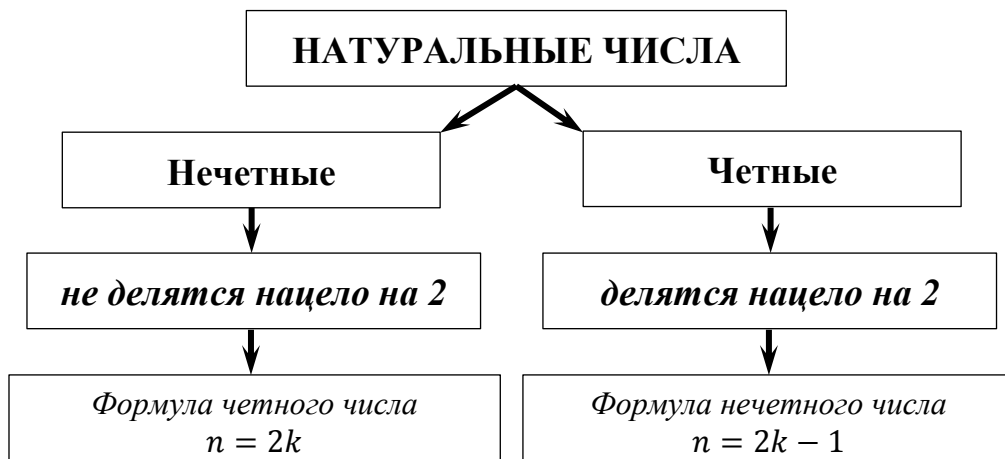 НАТУРАЛЬНЫЕ ЧИСЛА
Нечетные
Четные
не делятся нацело на 2
делятся нацело на 2
Формула четного числа
n = 2k
Формула нечетного числа
n = 2k − 1